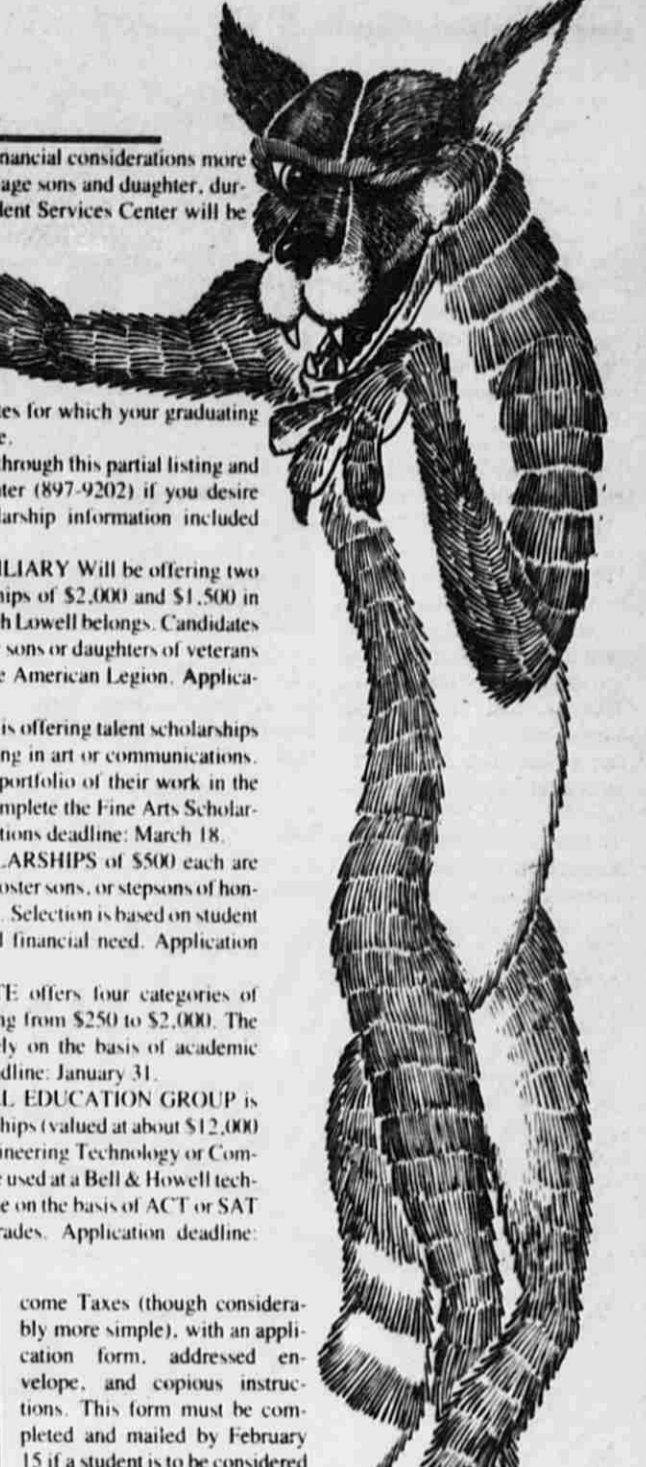 nancial considerations more
age sons and duaghter, dur-
lent Services Center will be
tes for which your graduating
e.
through this partial listing and
ter (897-9202) if you desire
larship information included
ILIARY Will be offering two
hips of $2,000 and $1,500 in
h Lowell belongs. Candidates
sons or daughters of veterans
e American Legion. Applica-
is offering talent scholarships
ng in art or communications.
portfolio of their work in the
mplete the Fine Arts Scholar-
tions deadline: March 18.
LARSHIPS of $500 each are
oster sons, or stepsons of hon-
. Selection is based on student
l financial need. Application
TE offers four categories of
ng from $250 to $2,000. The
ely on the basis of academic
dline: January 31.
L EDUCATION GROUP is
hips (valued at about $12,000
ineering Technology or Com-
e used at a Bell & Howell tech-
e on the basis of ACT or SAT
rades. Application deadline:
come Taxes (though considera-
bly more simple), with an appli-
cation form, addressed en-
velope, and copious instruc-
tions. This form must be com-
pleted and mailed by February
15 if a student is to be considered